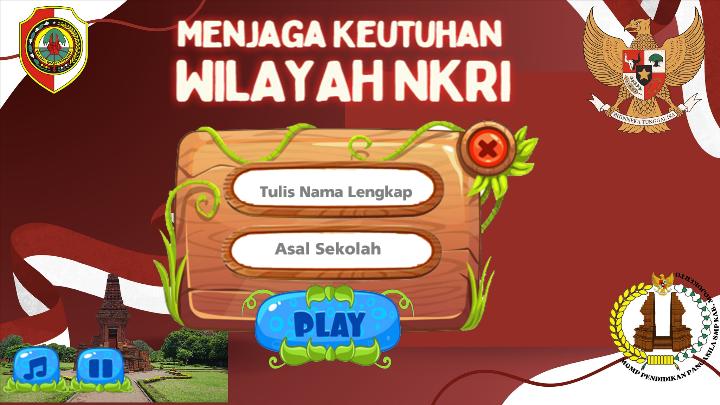 MENJAGA KEUTUHAN
WILAYAH NKRI
Tulis Nama Lengkap
Asal Sekolah
PLAY